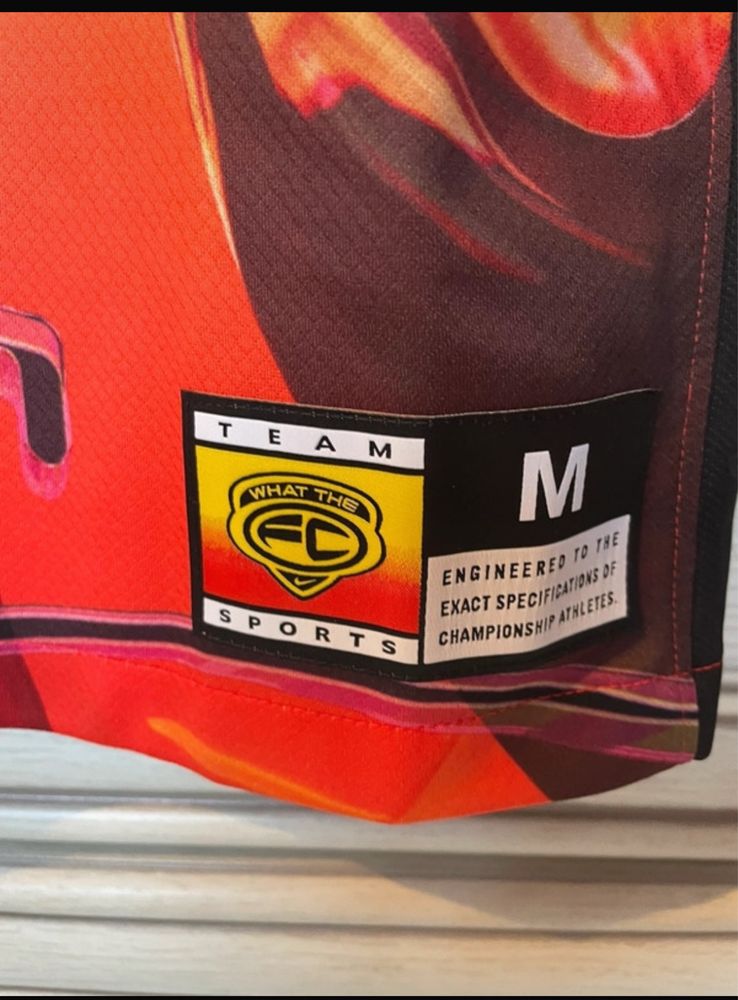 TEAM
WHAT THE
FC
SPORTS
M
ENGINEERED TO THE
EXACT SPECIFICATIONS OF
CHAMPIONSHIP ATHLETES.